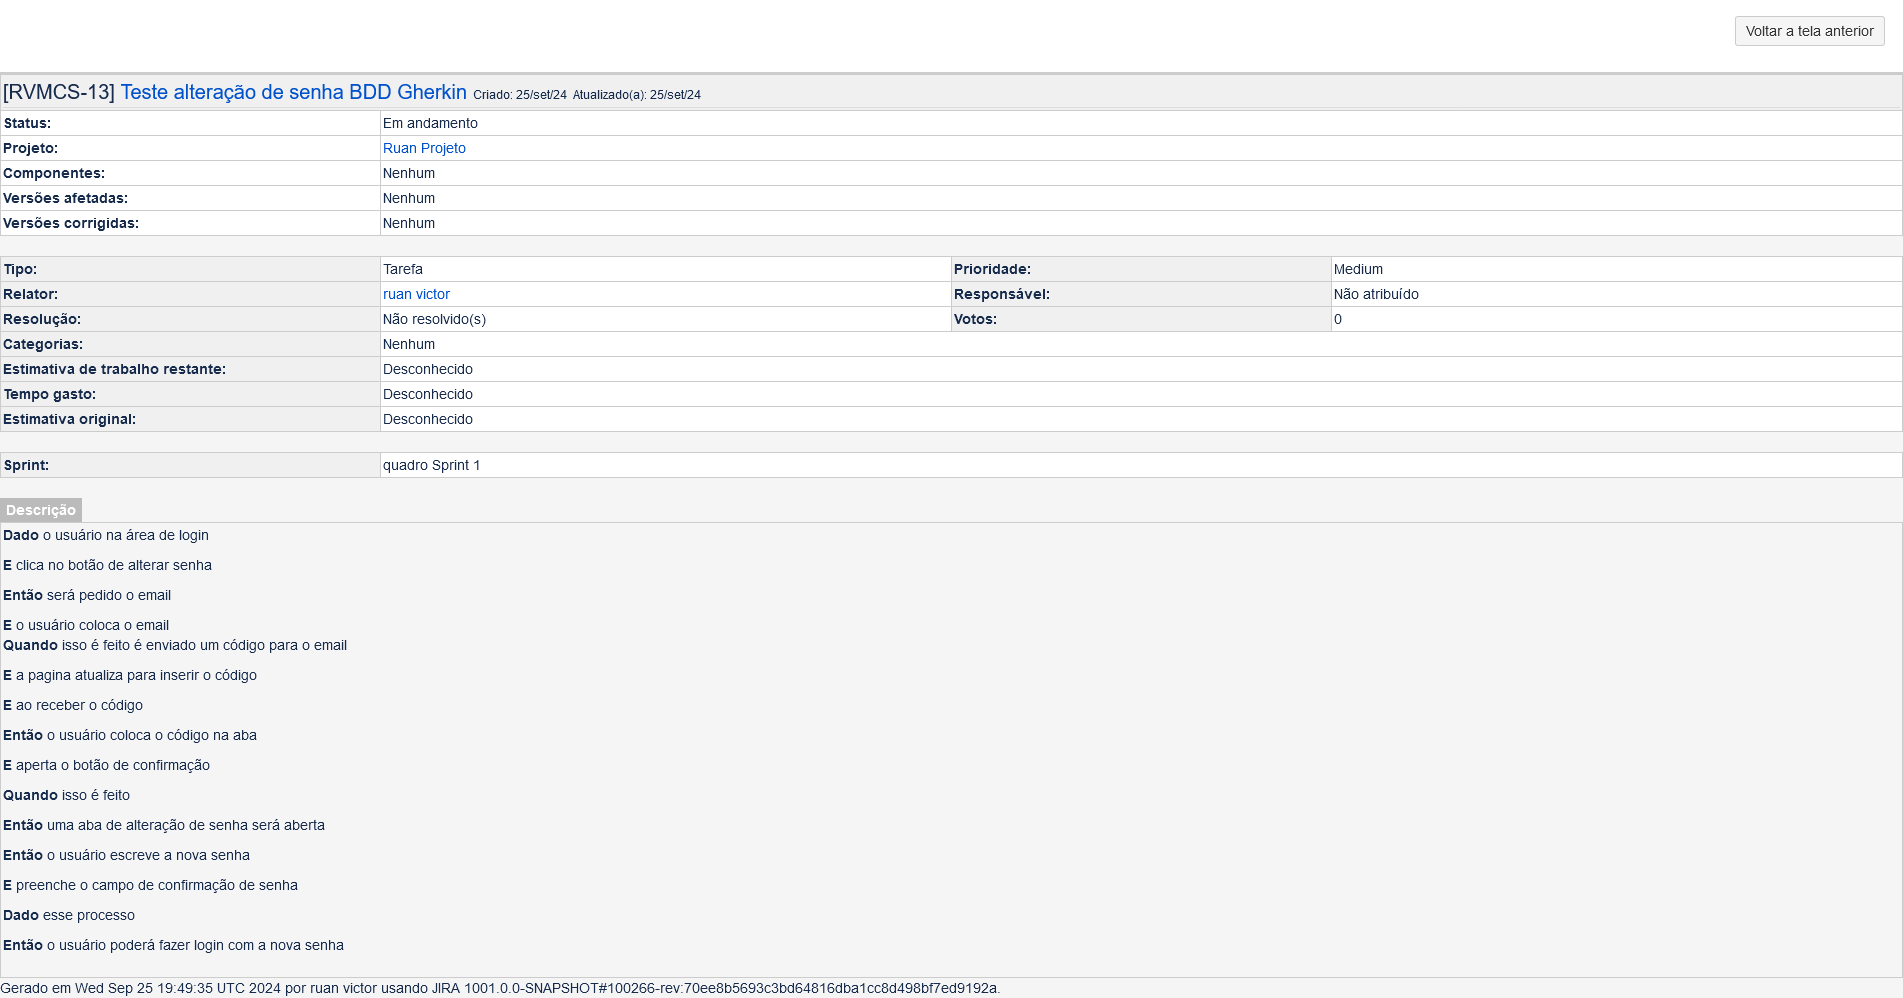 Voltar a tela anterior
[RVMCS-13] Teste alteração de senha BDD Gherkin Criado: 25/set/24 Atualizado(a): 25/set/24
Status: Em andamento
Projeto: Ruan Projeto
Componentes: Nenhum
Versões afetadas: Nenhum
Versões corrigidas: Nenhum
Tipo: Tarefa Prioridade: Medium
Relator: ruan victor Responsável: Não atribuído
Resolução: Não resolvido(s) Votos: 0
Categorias: Nenhum
Estimativa de trabalho restante: Desconhecido
Tempo gasto: Desconhecido
Estimativa original: Desconhecido
Sprint: quadro Sprint 1
Descrição
Dado o usuário na área de login
E clica no botão de alterar senha
Então será pedido o email
E o usuário coloca o email
Quando isso é feito é enviado um código para o email
E a pagina atualiza para inserir o código
E ao receber o código
Então o usuário coloca o código na aba
E aperta o botão de confirmação
Quando isso é feito
Então uma aba de alteração de senha será aberta
Então o usuário escreve a nova senha
E preenche o campo de confirmação de senha
Dado esse processo
Então o usuário poderá fazer login com a nova senha
Gerado em Wed Sep 25 19:49:35 UTC 2024 por ruan victor usando JIRA 1001.0.0-SNAPSHOT#100266-rev:70ee8b5693c3bd64816dba1cc8d498bf7ed9192a.